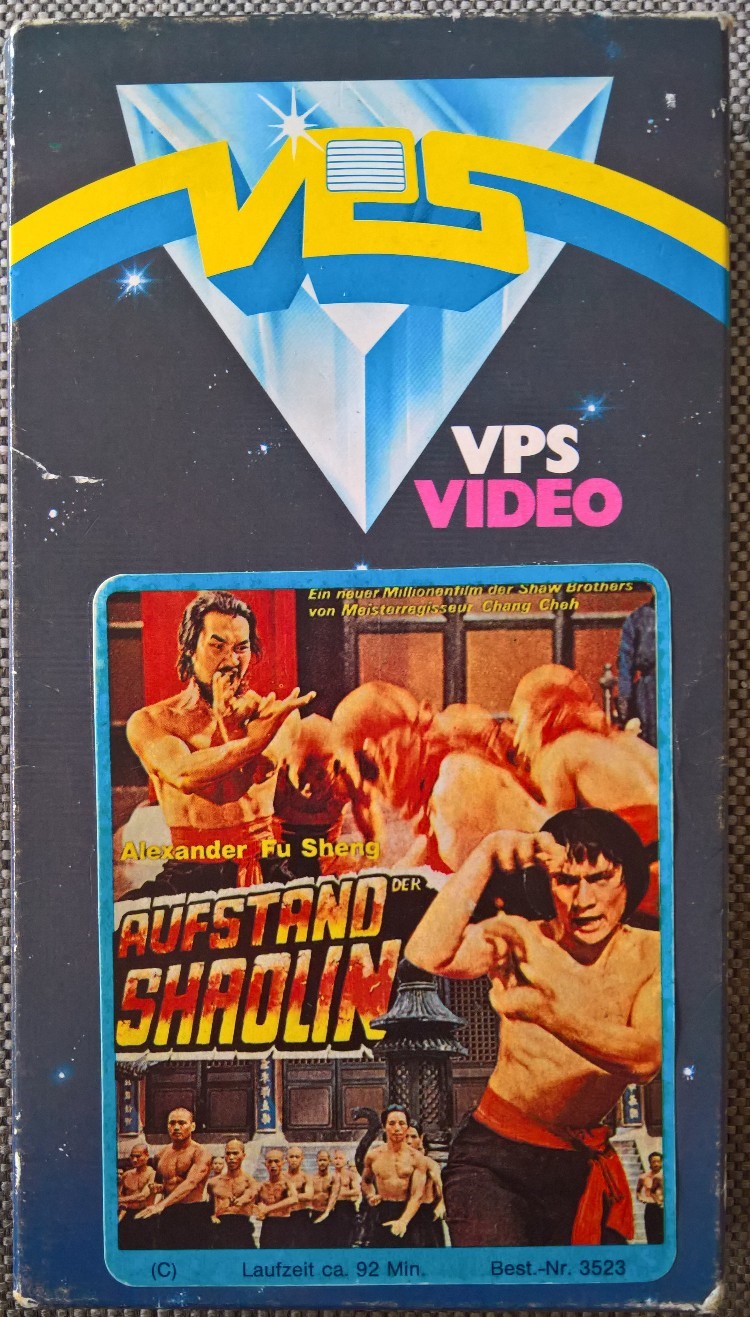 VPS
VPS
VIDEO
Ein neuer Millionenfilm der Shaw Brothers
von Meisterregisseur Chang Cheh
Alexander Fu Sheng
AUFSTAND DER
SHAOLIN
(C) Laufzeit ca. 92 Min. Best.-Nr. 3523